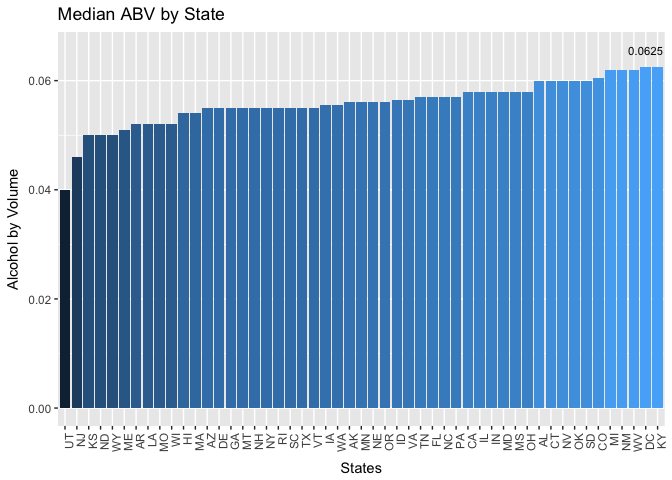 Median ABV by State
0.0625
0.06
0.04
0.02
0.00
Alcohol by Volume
UT NJ KS ND WY ME AR LA MO WI HI MA AZ DE GA MT NH NY RI SC TX VT IA WA AK MN NE OR ID VA TN FL NC PA CA IL IN MD MS OH AL CT NV OK SD CO MI NM WV DC KY
States